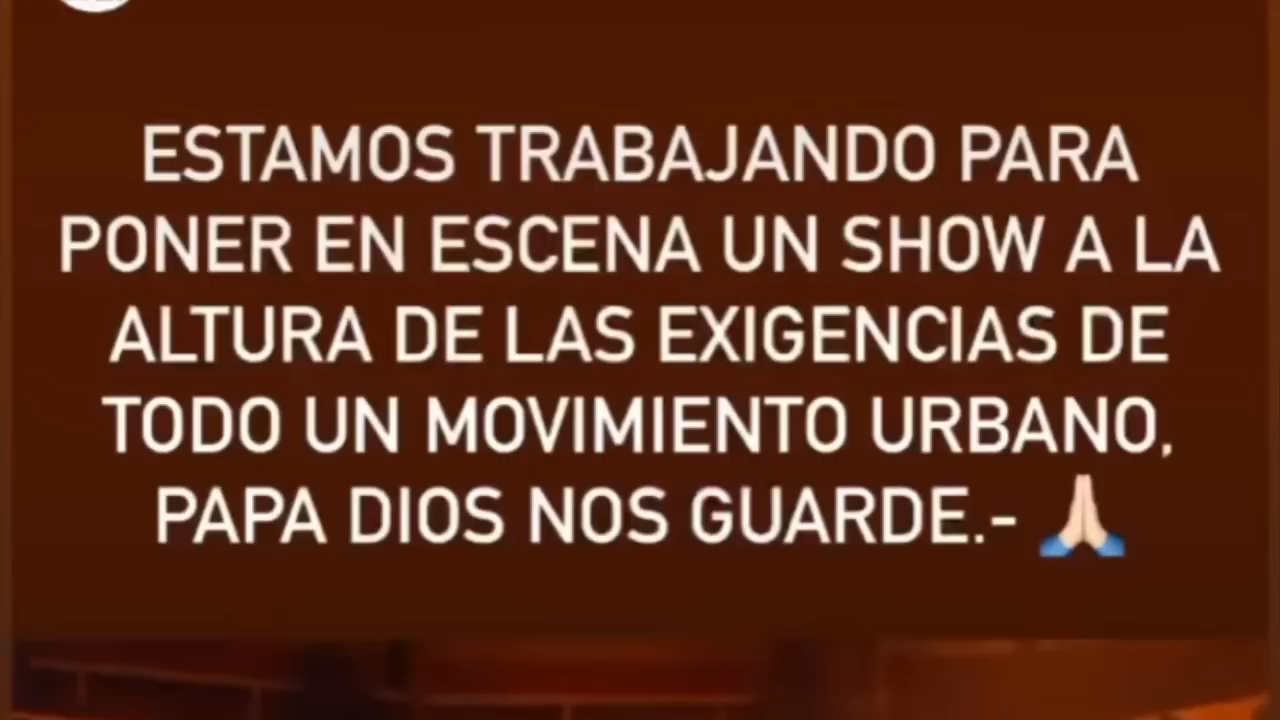 ESTAMOS TRABAJANDO PARA
PONER EN ESCENA UN SHOW A LA
ALTURA DE LAS EXIGENCIAS DE
TODO UN MOVIMIENTO URBANO,
PAPA DIOS NOS GUARDE.- 🙏🏻